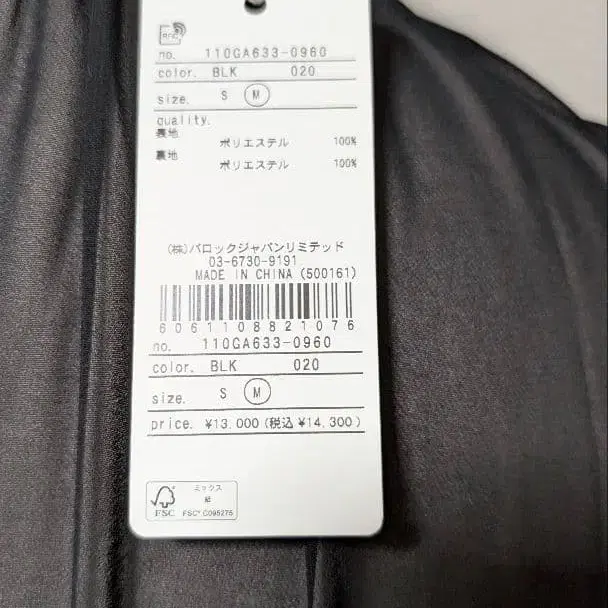 RFID
no. 110GA633-0960
color. BLK 020
size. S M
quality.
表地 ポリエステル 100%
裏地 ポリエステル 100%
(株)バロックジャパンリミテッド
03-6730-9191
MADE IN CHINA (500161)
6061108821076
no. 110GA633-0960
color. BLK 020
size. S M
price. ¥13,000 (税込 ¥14,300)
ミックス
紙
FSC
FSC® C095275